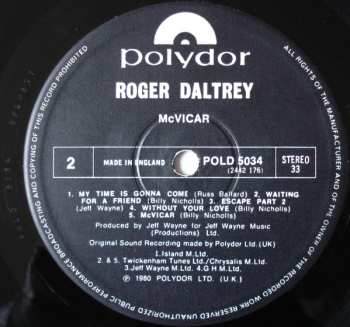 ALL RIGHTS OF THE MANUFACTURER AND OF THE OWNER OF THE RECORDED WORK RESERVED UNAUTHORIZED PUBLIC PERFORMANCE BROADCASTING AND COPYING OF THIS RECORD PROHIBITED
polydor
ROGER DALTREY
McVICAR
2
MADE IN ENGLAND
POLD 5034
(2442 176)
STEREO
33
1. MY TIME IS GONNA COME (Russ Ballard) 2. WAITING
FOR A FRIEND (Billy Nicholls) 3. ESCAPE PART 2
(Jeff Wayne) 4. WITHOUT YOUR LOVE (Billy Nicholls)
5. McVICAR (Billy Nicholls)
Produced by Jeff Wayne for Jeff Wayne Music
(Productions) Ltd.
Original Sound Recording made by Polydor Ltd.(UK)
1.Island M.Ltd.
2. & 5. Twickenham Tunes Ltd./Chrysalis M.Ltd.
3.Jeff Wayne M.Ltd. 4.G.H.M.Ltd.
℗ 1980 POLYDOR LTD. (U.K.)